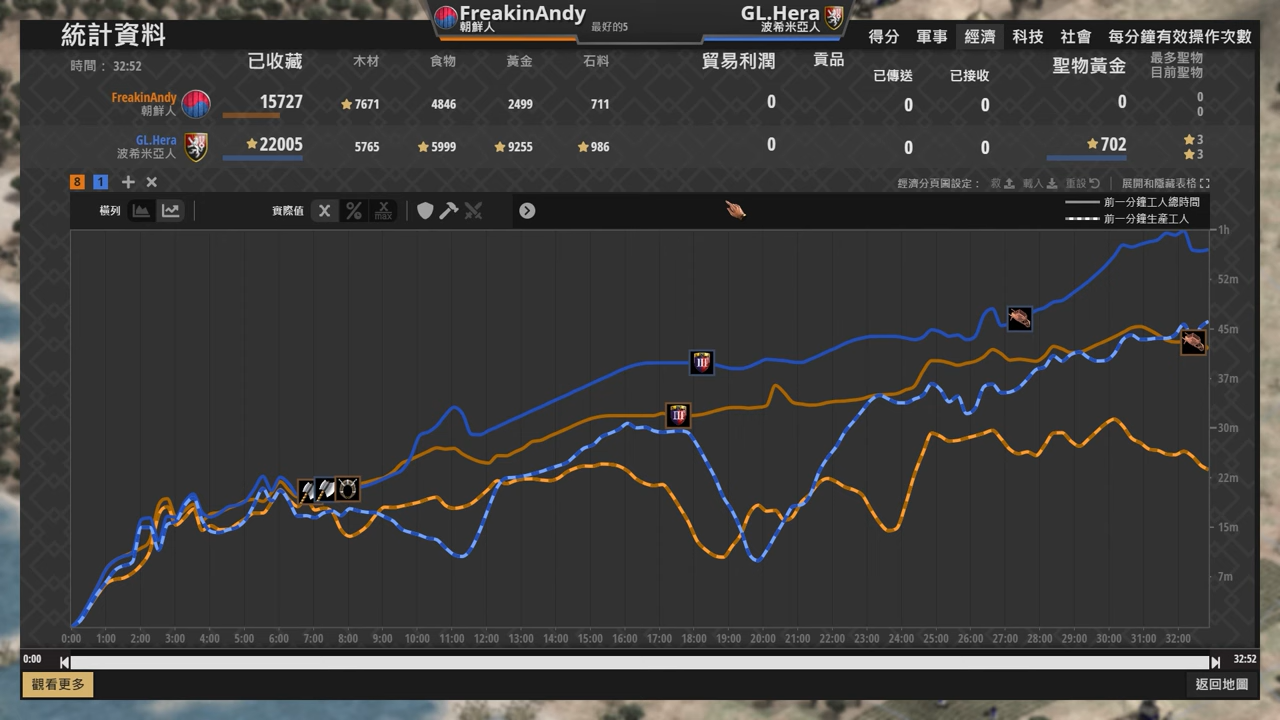 FreakinAndy
朝鮮人
最好的5
GL.Hera
波希米亞人
統計資料
得分 軍事 經濟 科技 社會 每分鐘有效操作次數
時間： 32:52
已收藏 木材 食物 黃金 石料 貿易利潤 貢品 已傳送 已接收 聖物黃金 最多聖物
目前聖物
FreakinAndy
朝鮮人
15727 7671 4846 2499 711 0 0 0 0 0
0
GL.Hera
波希米亞人
22005 5765 5999 9255 986 0 0 0 702 3
3
8 1
經濟分頁圖設定： 載入 重設 展開和隱藏表格
橫列 實際值 X % X
max
前一分鐘工人總時間
前一分鐘生產工人
1h
52m
45m
37m
30m
22m
15m
7m
III
III
0:00 1:00 2:00 3:00 4:00 5:00 6:00 7:00 8:00 9:00 10:00 11:00 12:00 13:00 14:00 15:00 16:00 17:00 18:00 19:00 20:00 21:00 22:00 23:00 24:00 25:00 26:00 27:00 28:00 29:00 30:00 31:00 32:00
0:00 32:52
觀看更多 返回地圖